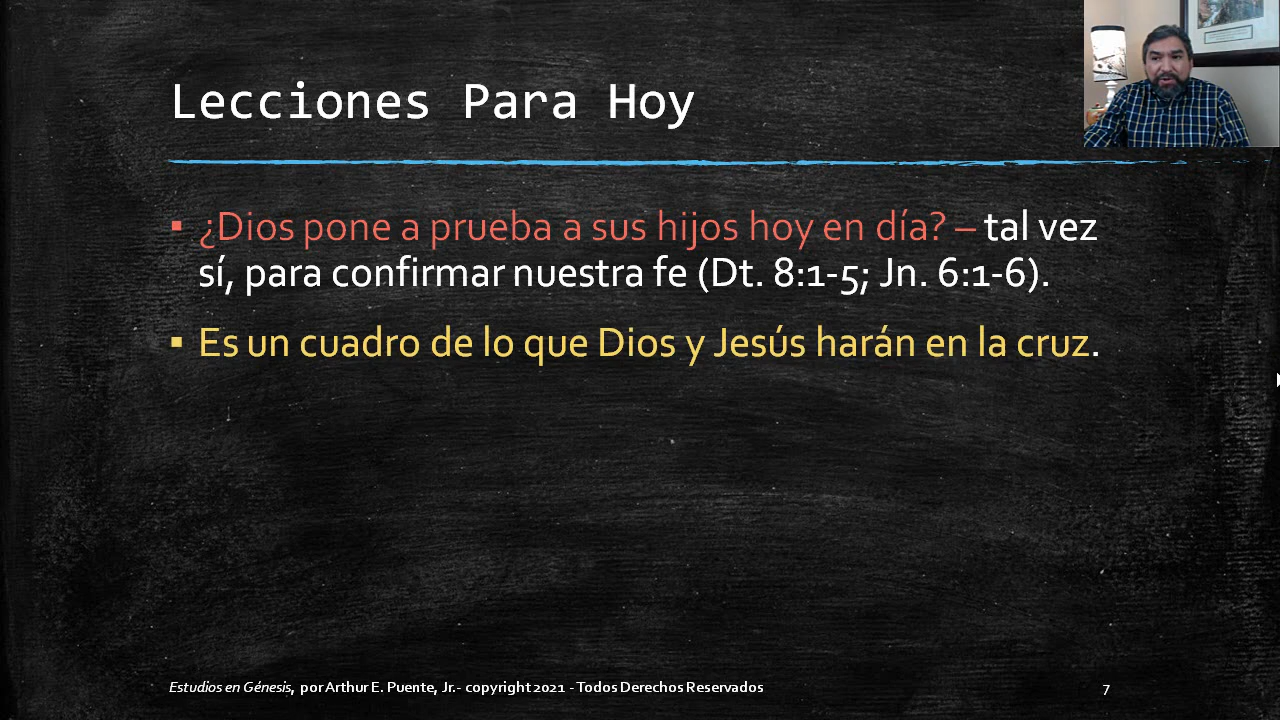 Lecciones Para Hoy
▪ ¿Dios pone a prueba a sus hijos hoy en día? – tal vez
sí, para confirmar nuestra fe (Dt. 8:1-5; Jn. 6:1-6).
▪ Es un cuadro de lo que Dios y Jesús harán en la cruz.
Estudios en Génesis, por Arthur E. Puente, Jr.- copyright 2021 - Todos Derechos Reservados
7